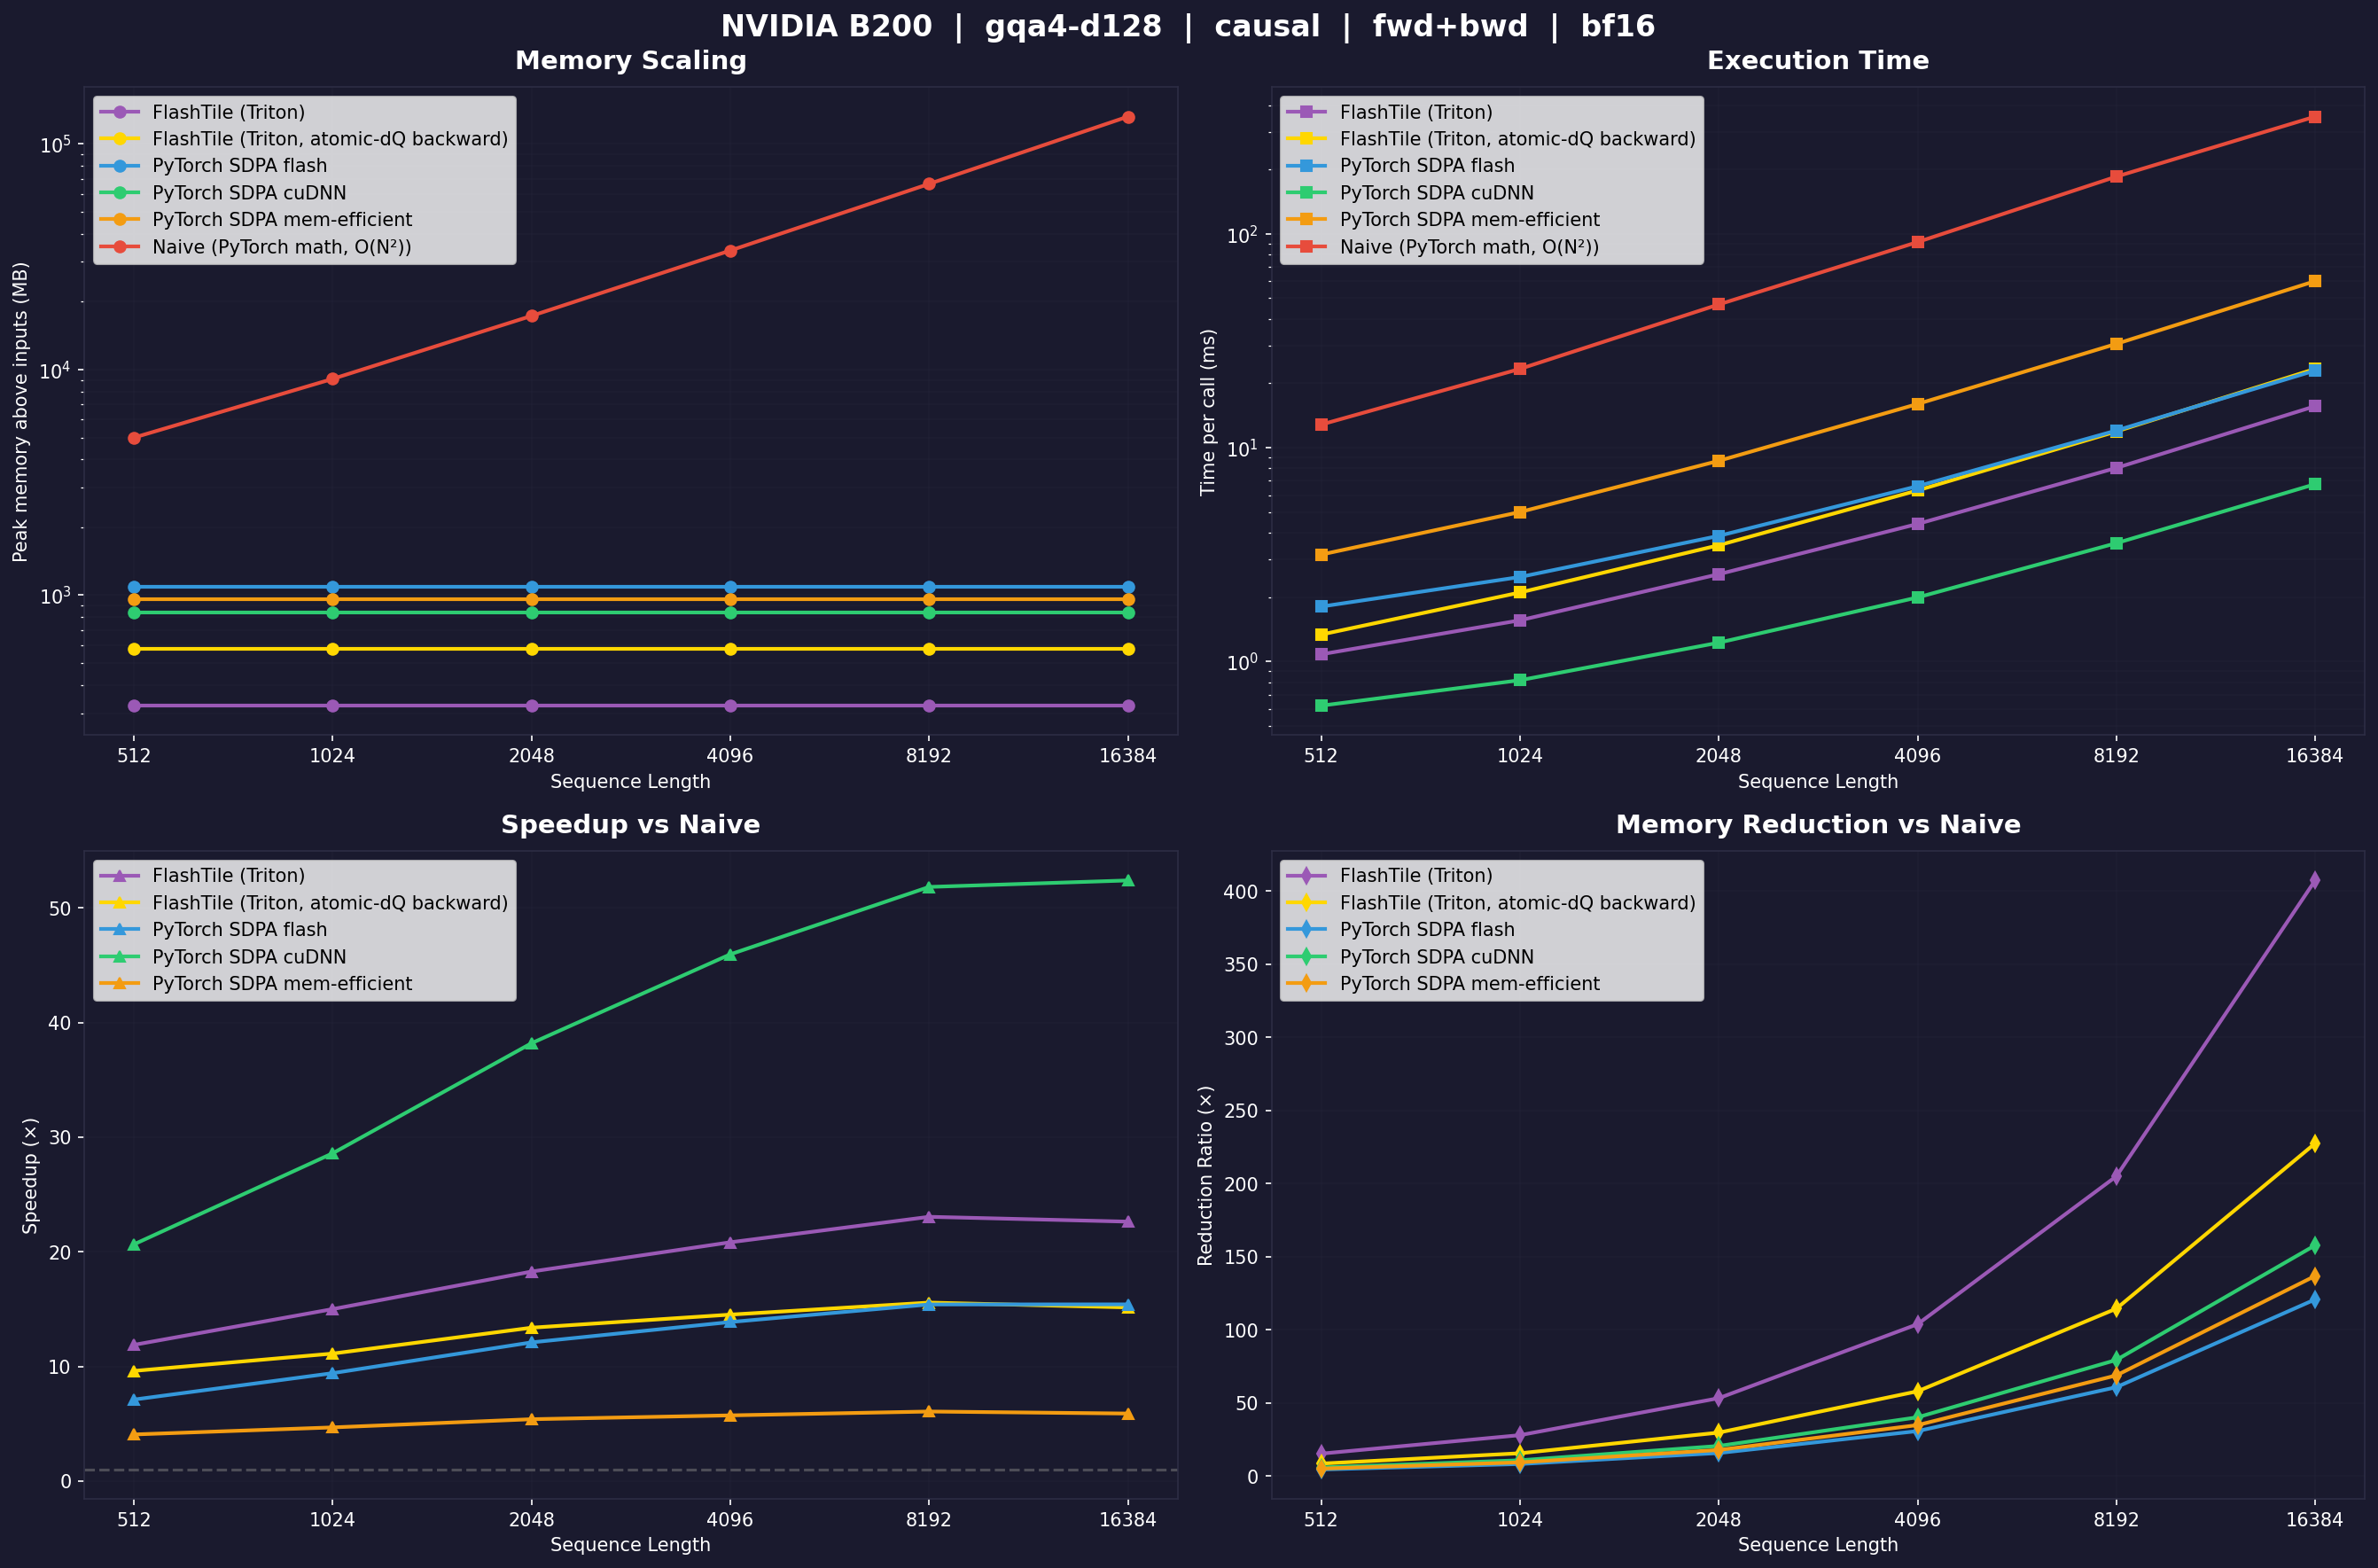 NVIDIA B200 | gqa4-d128 | causal | fwd+bwd | bf16
Memory Scaling
FlashTile (Triton)
FlashTile (Triton, atomic-dQ backward)
PyTorch SDPA flash
PyTorch SDPA cuDNN
PyTorch SDPA mem-efficient
Naive (PyTorch math, O(N²))
Peak memory above inputs (MB)
10⁵
10⁴
10³
512 1024 2048 4096 8192 16384
Sequence Length
Execution Time
FlashTile (Triton)
FlashTile (Triton, atomic-dQ backward)
PyTorch SDPA flash
PyTorch SDPA cuDNN
PyTorch SDPA mem-efficient
Naive (PyTorch math, O(N²))
Time per call (ms)
10²
10¹
10⁰
512 1024 2048 4096 8192 16384
Sequence Length
Speedup vs Naive
FlashTile (Triton)
FlashTile (Triton, atomic-dQ backward)
PyTorch SDPA flash
PyTorch SDPA cuDNN
PyTorch SDPA mem-efficient
Speedup (×)
50
40
30
20
10
0
512 1024 2048 4096 8192 16384
Sequence Length
Memory Reduction vs Naive
FlashTile (Triton)
FlashTile (Triton, atomic-dQ backward)
PyTorch SDPA flash
PyTorch SDPA cuDNN
PyTorch SDPA mem-efficient
Reduction Ratio (×)
400
350
300
250
200
150
100
50
0
512 1024 2048 4096 8192 16384
Sequence Length